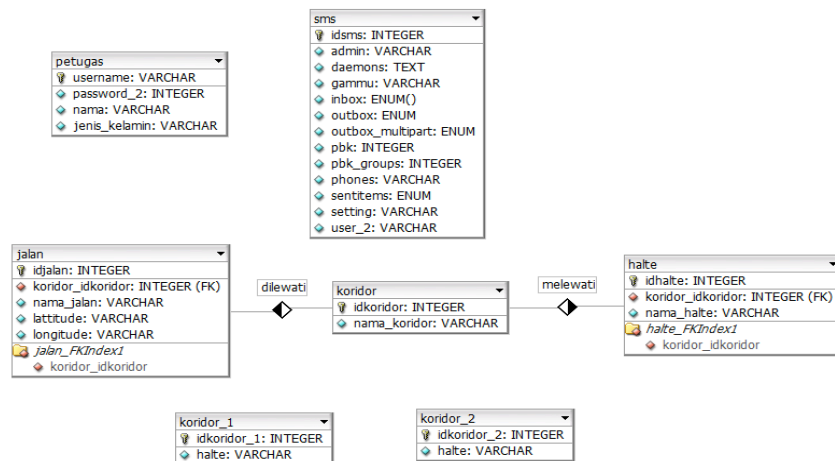 sms
idsms: INTEGER
admin: VARCHAR
daemons: TEXT
gammu: VARCHAR
inbox: ENUM()
outbox: ENUM
outbox_multipart: ENUM
pbk: INTEGER
pbk_groups: INTEGER
phones: VARCHAR
sentitems: ENUM
setting: VARCHAR
user_2: VARCHAR
petugas
username: VARCHAR
password_2: INTEGER
nama: VARCHAR
jenis_kelamin: VARCHAR
jalan
idjalan: INTEGER
koridor_idkoridor: INTEGER (FK)
nama_jalan: VARCHAR
lattitude: VARCHAR
longitude: VARCHAR
jalan_FKIndex1
koridor_idkoridor
dilewati
koridor
idkoridor: INTEGER
nama_koridor: VARCHAR
melewati
halte
idhalte: INTEGER
koridor_idkoridor: INTEGER (FK)
nama_halte: VARCHAR
halte_FKIndex1
koridor_idkoridor
koridor_1
idkoridor_1: INTEGER
halte: VARCHAR
koridor_2
idkoridor_2: INTEGER
halte: VARCHAR